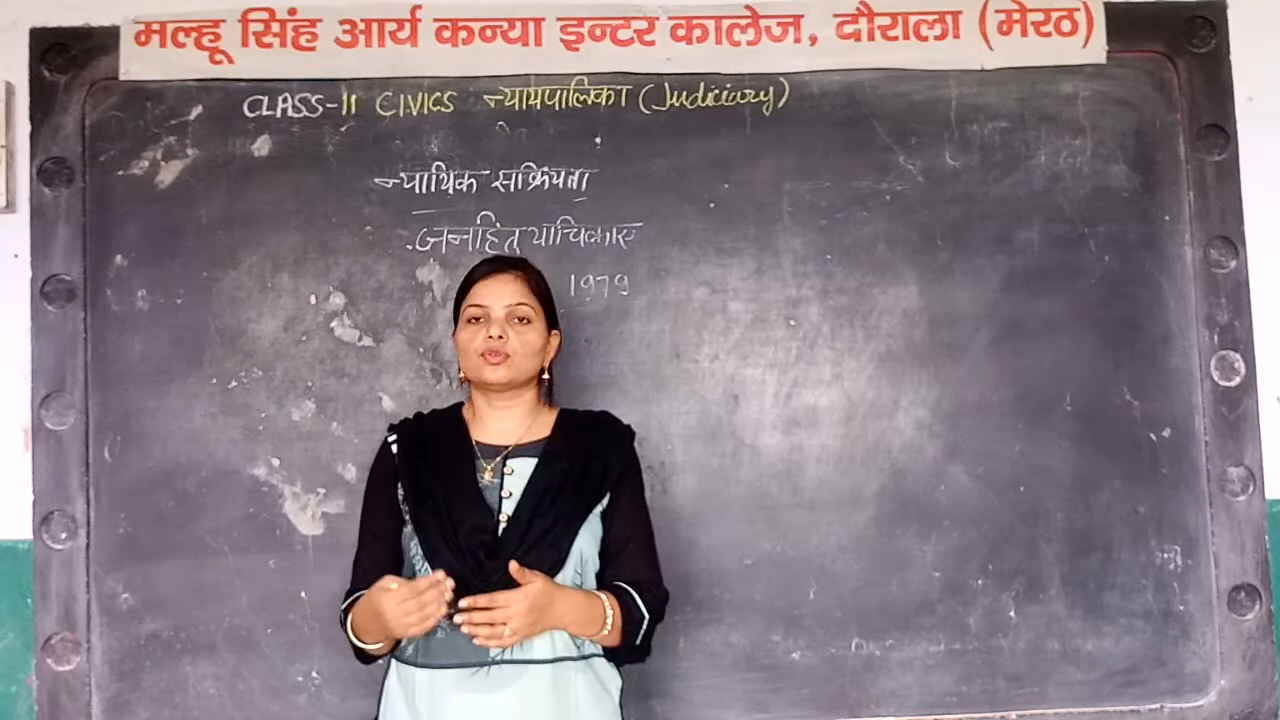 मल्हू सिंह आर्य कन्या इन्टर कालेज, दौराला (मेरठ)
CLASS-11 CIVICS न्यायपालिका (Judiciary)
न्यायिक सक्रियता
जनहित याचिकाए
1979